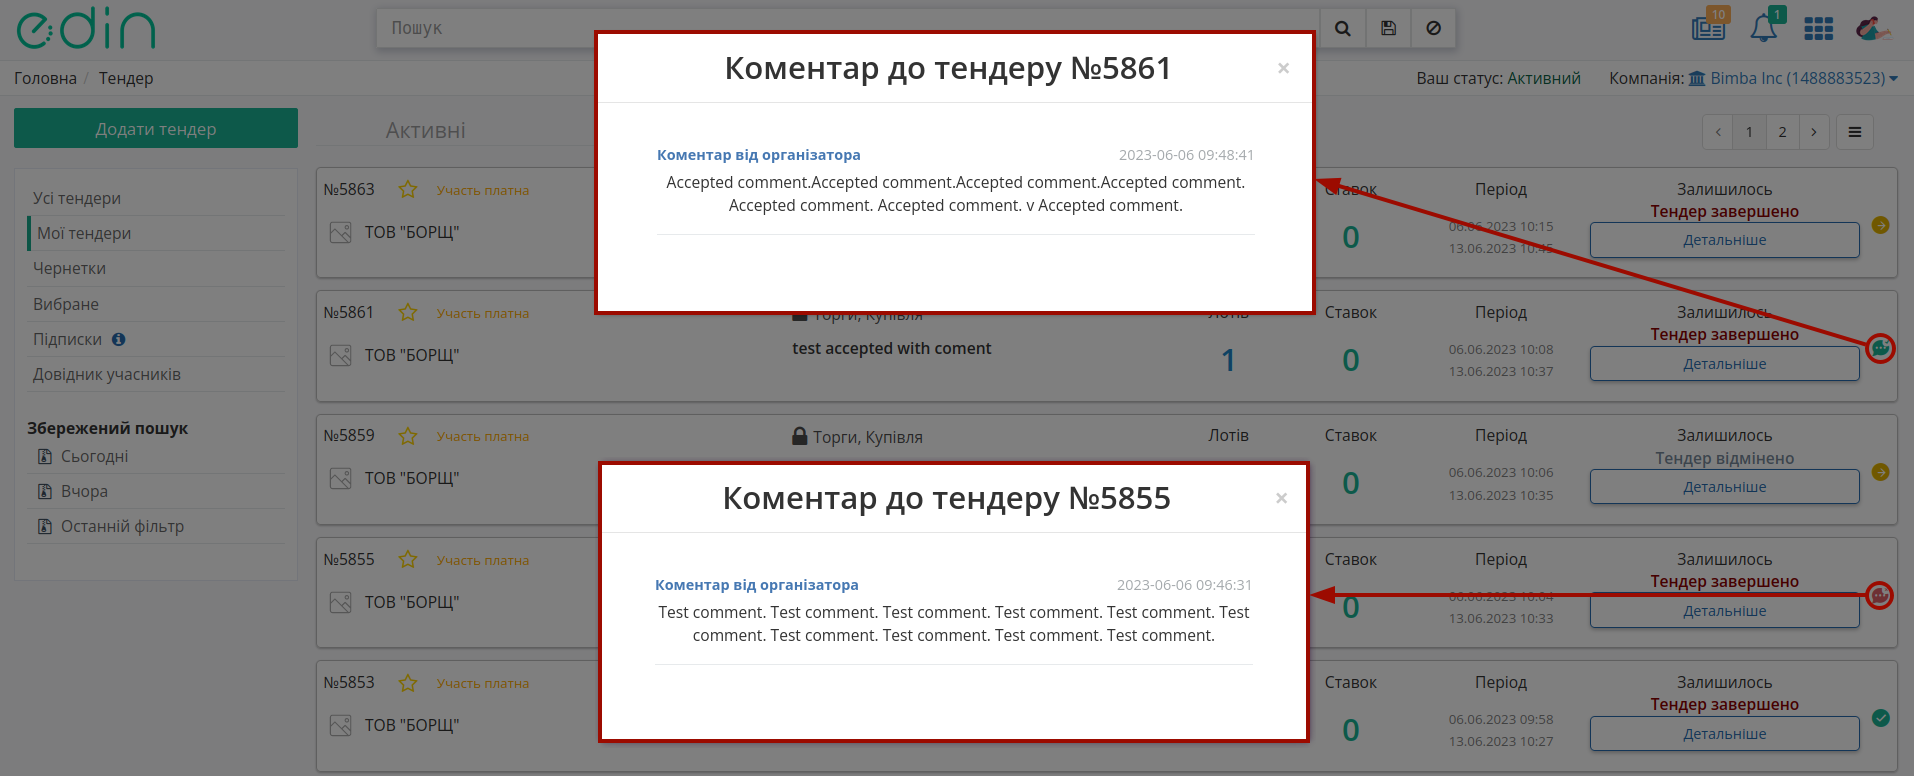 edin
Пошук
10
1
Головна / Тендер
Ваш статус: Активний
Компанія: Bimba Inc (1488883523)
Додати тендер
Усі тендери
Мої тендери
Чернетки
Вибране
Підписки
Довідник учасників
Збережений пошук
Сьогодні
Вчора
Останній фільтр
Активні
‹ 1 2 ›
Коментар до тендеру №5861 ×
Коментар від організатора 2023-06-06 09:48:41
Accepted comment.Accepted comment.Accepted comment.Accepted comment.
Accepted comment. Accepted comment. v Accepted comment.
№5863 Участь платна Ставок Період Залишилось
Тендер завершено
ТОВ "БОРЩ" 0 06.06.2023 10:15 Детальніше
13.06.2023 10:45
№5861 Участь платна Торги, Купівля Лотів Ставок Період Залишилось
Тендер завершено
ТОВ "БОРЩ" test accepted with coment 1 0 06.06.2023 10:08 Детальніше
13.06.2023 10:37
№5859 Участь платна Торги, Купівля Лотів Ставок Період Залишилось
Тендер відмінено
ТОВ "БОРЩ" 0 06.06.2023 10:06 Детальніше
13.06.2023 10:35
Коментар до тендеру №5855 ×
Коментар від організатора 2023-06-06 09:46:31
Test comment. Test comment. Test comment. Test comment. Test comment. Test
comment. Test comment. Test comment. Test comment. Test comment.
№5855 Участь платна Ставок Період Залишилось
Тендер завершено
ТОВ "БОРЩ" 0 06.06.2023 10:04 Детальніше
13.06.2023 10:33
№5853 Участь платна Ставок Період Залишилось
Тендер завершено
ТОВ "БОРЩ" 0 06.06.2023 09:58 Детальніше
13.06.2023 10:27